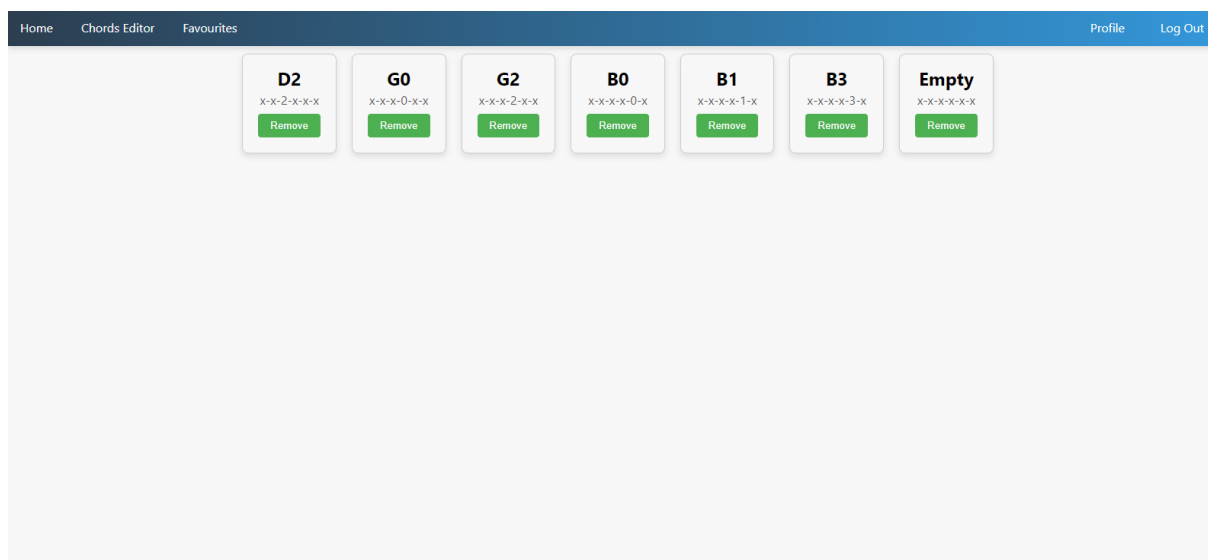 Home Chords Editor Favourites Profile Log Out
D2 G0 G2 B0 B1 B3 Empty
x-x-2-x-x-x x-x-x-0-x-x x-x-x-2-x-x x-x-x-x-0-x x-x-x-x-1-x x-x-x-x-3-x x-x-x-x-x-x
Remove Remove Remove Remove Remove Remove Remove